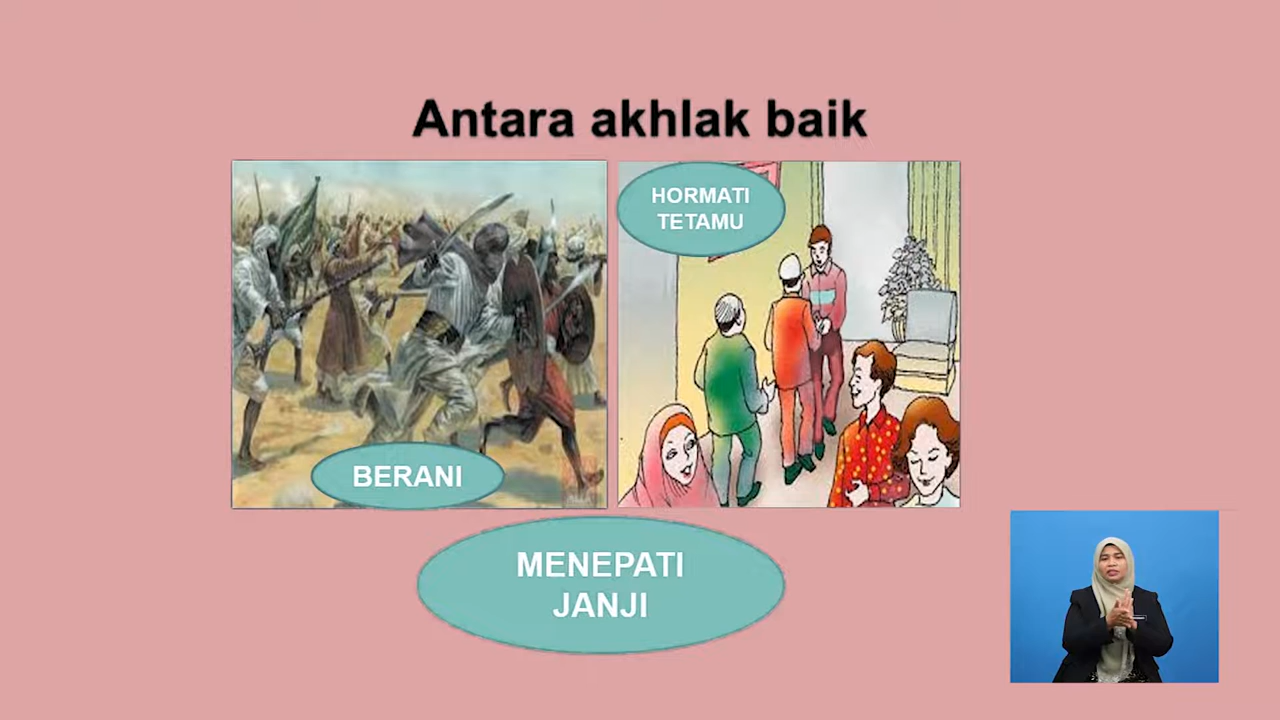 Antara akhlak baik
HORMATI
TETAMU
BERANI
MENEPATI
JANJI